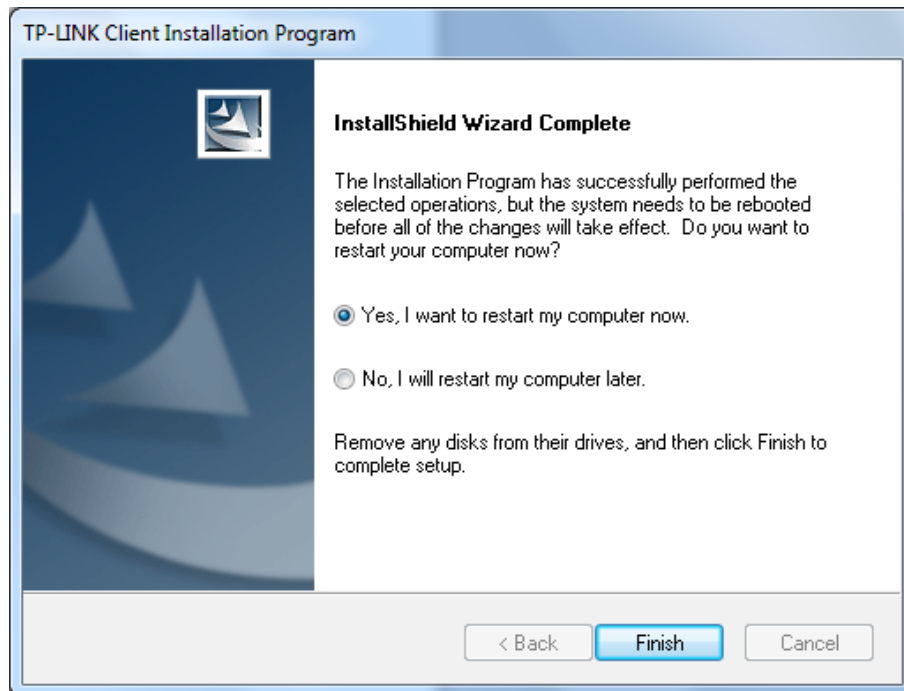 TP-LINK Client Installation Program
InstallShield Wizard Complete
The Installation Program has successfully performed the
selected operations, but the system needs to be rebooted
before all of the changes will take effect.  Do you want to
restart your computer now?
Yes, I want to restart my computer now.
No, I will restart my computer later.
Remove any disks from their drives, and then click Finish to
complete setup.
< Back Finish Cancel